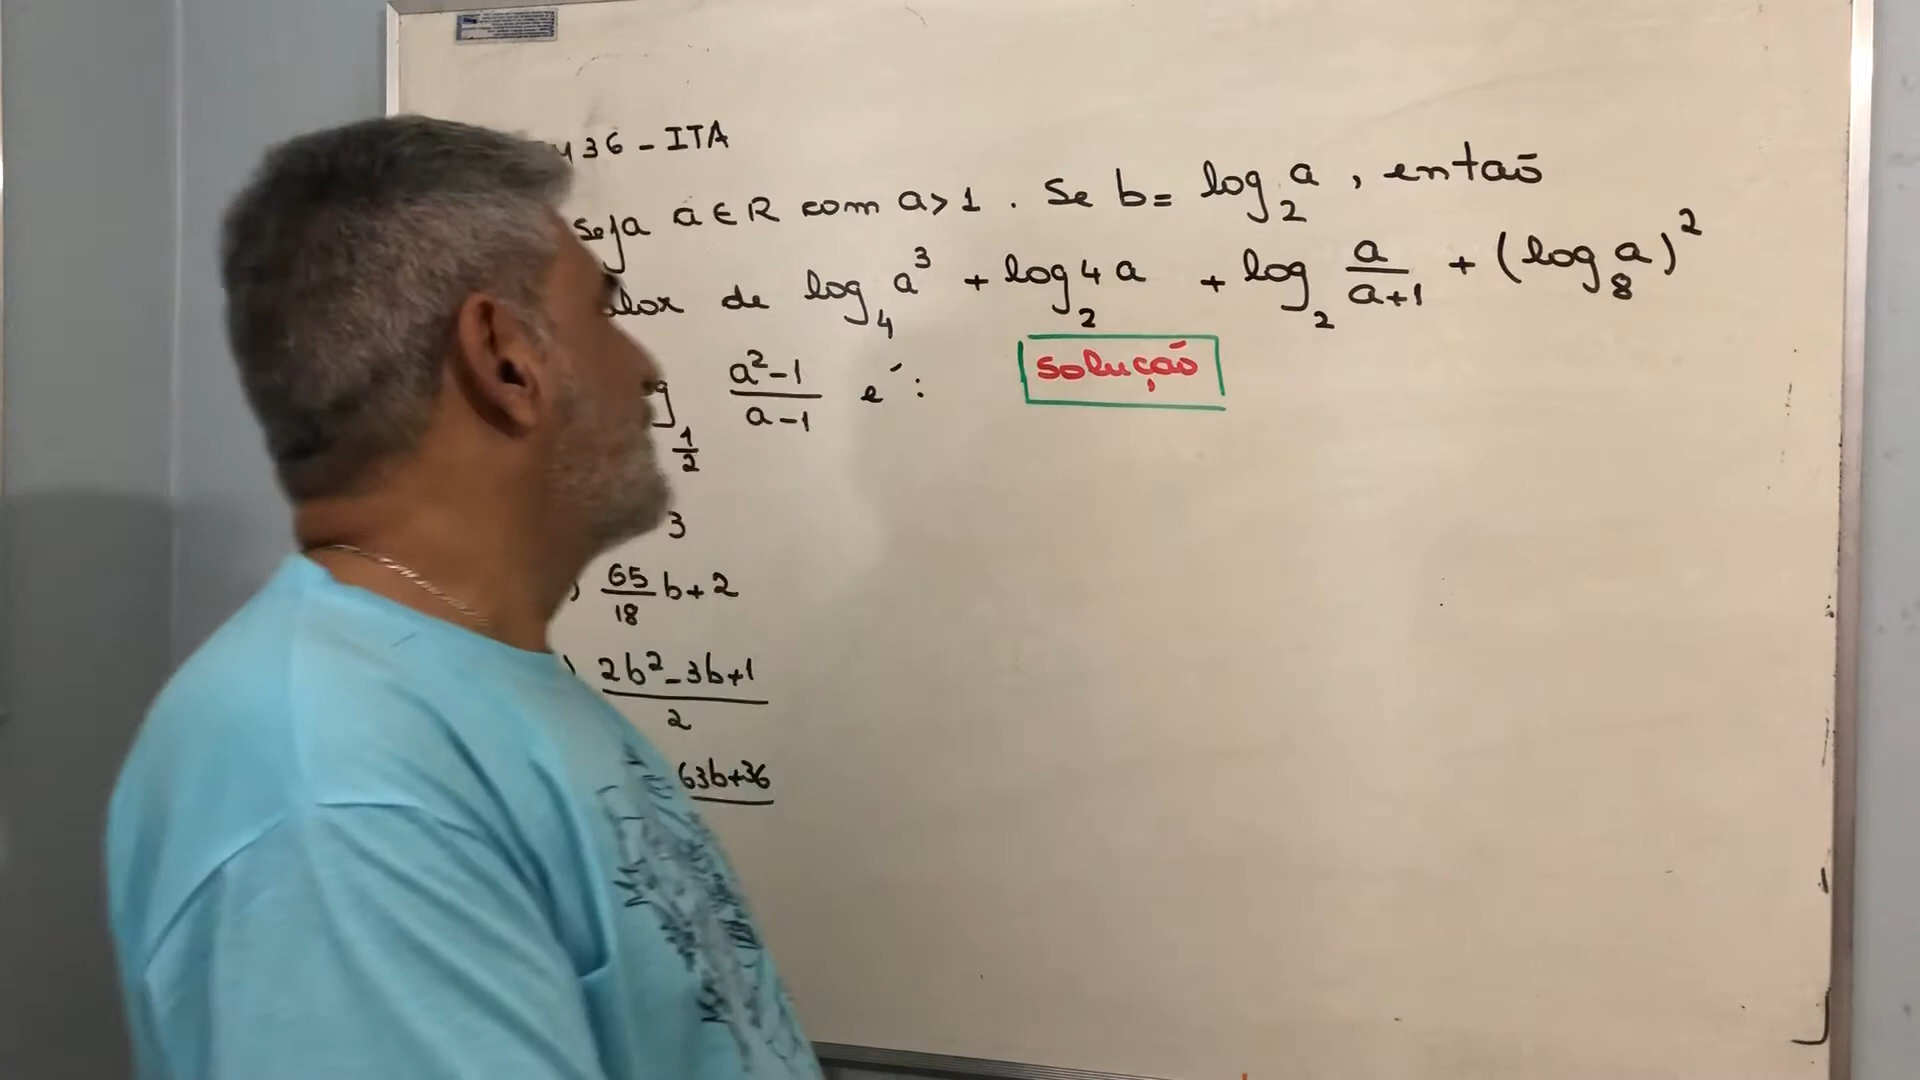 36 - ITA
seja a ∈ R com a > 1 . Se b = log₂ a , então
de log₄ a³ + log₂ 4a + log₂ a/(a+1) + (log₈ a)²
1/2 (a²-1)/(a-1) é :
Solução
3
65/18 b + 2
(2b² - 3b + 1)/2
63b + 36